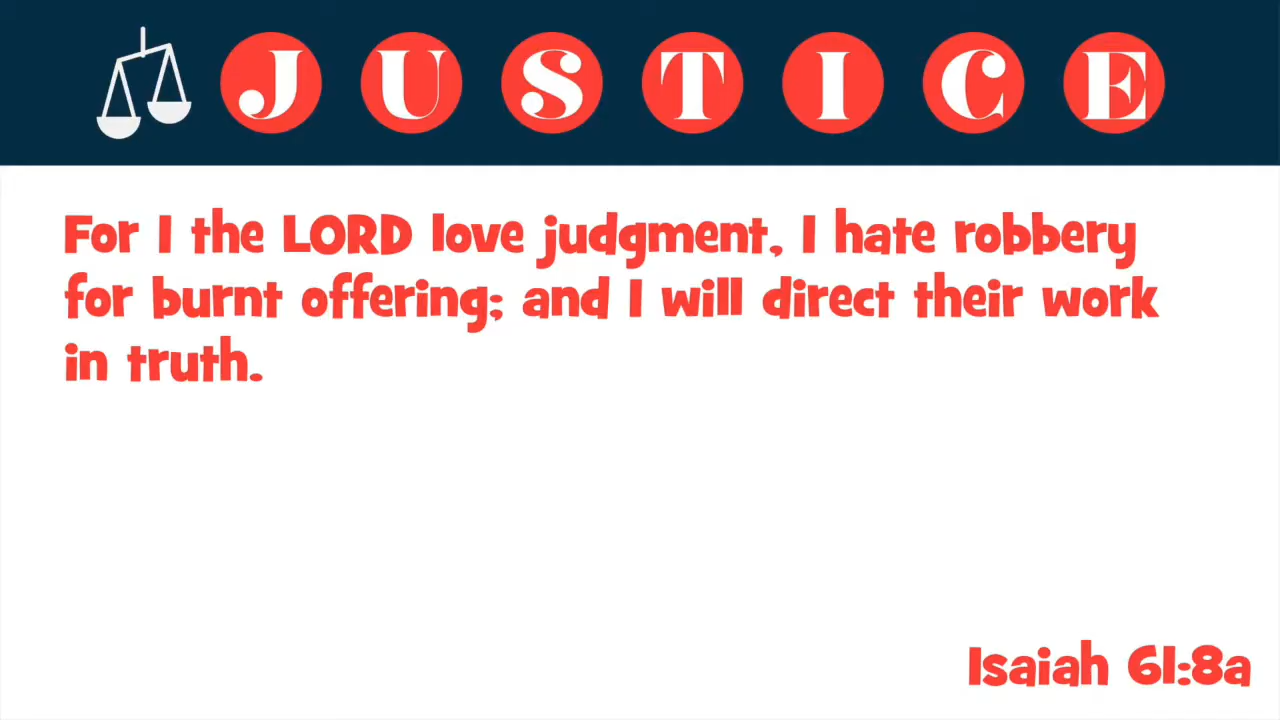 JUSTICE
For I the LORD love judgment, I hate robbery
for burnt offering; and I will direct their work
in truth.
Isaiah 61:8a